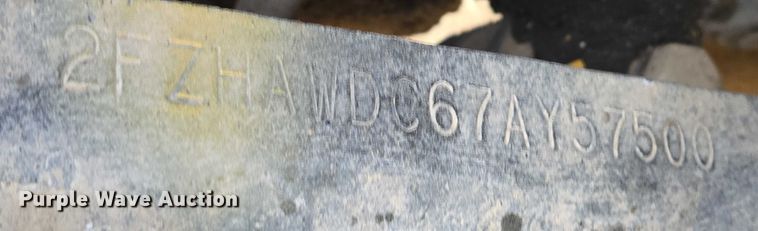 2FZHAWDC67AY57500
Purple Wave Auction